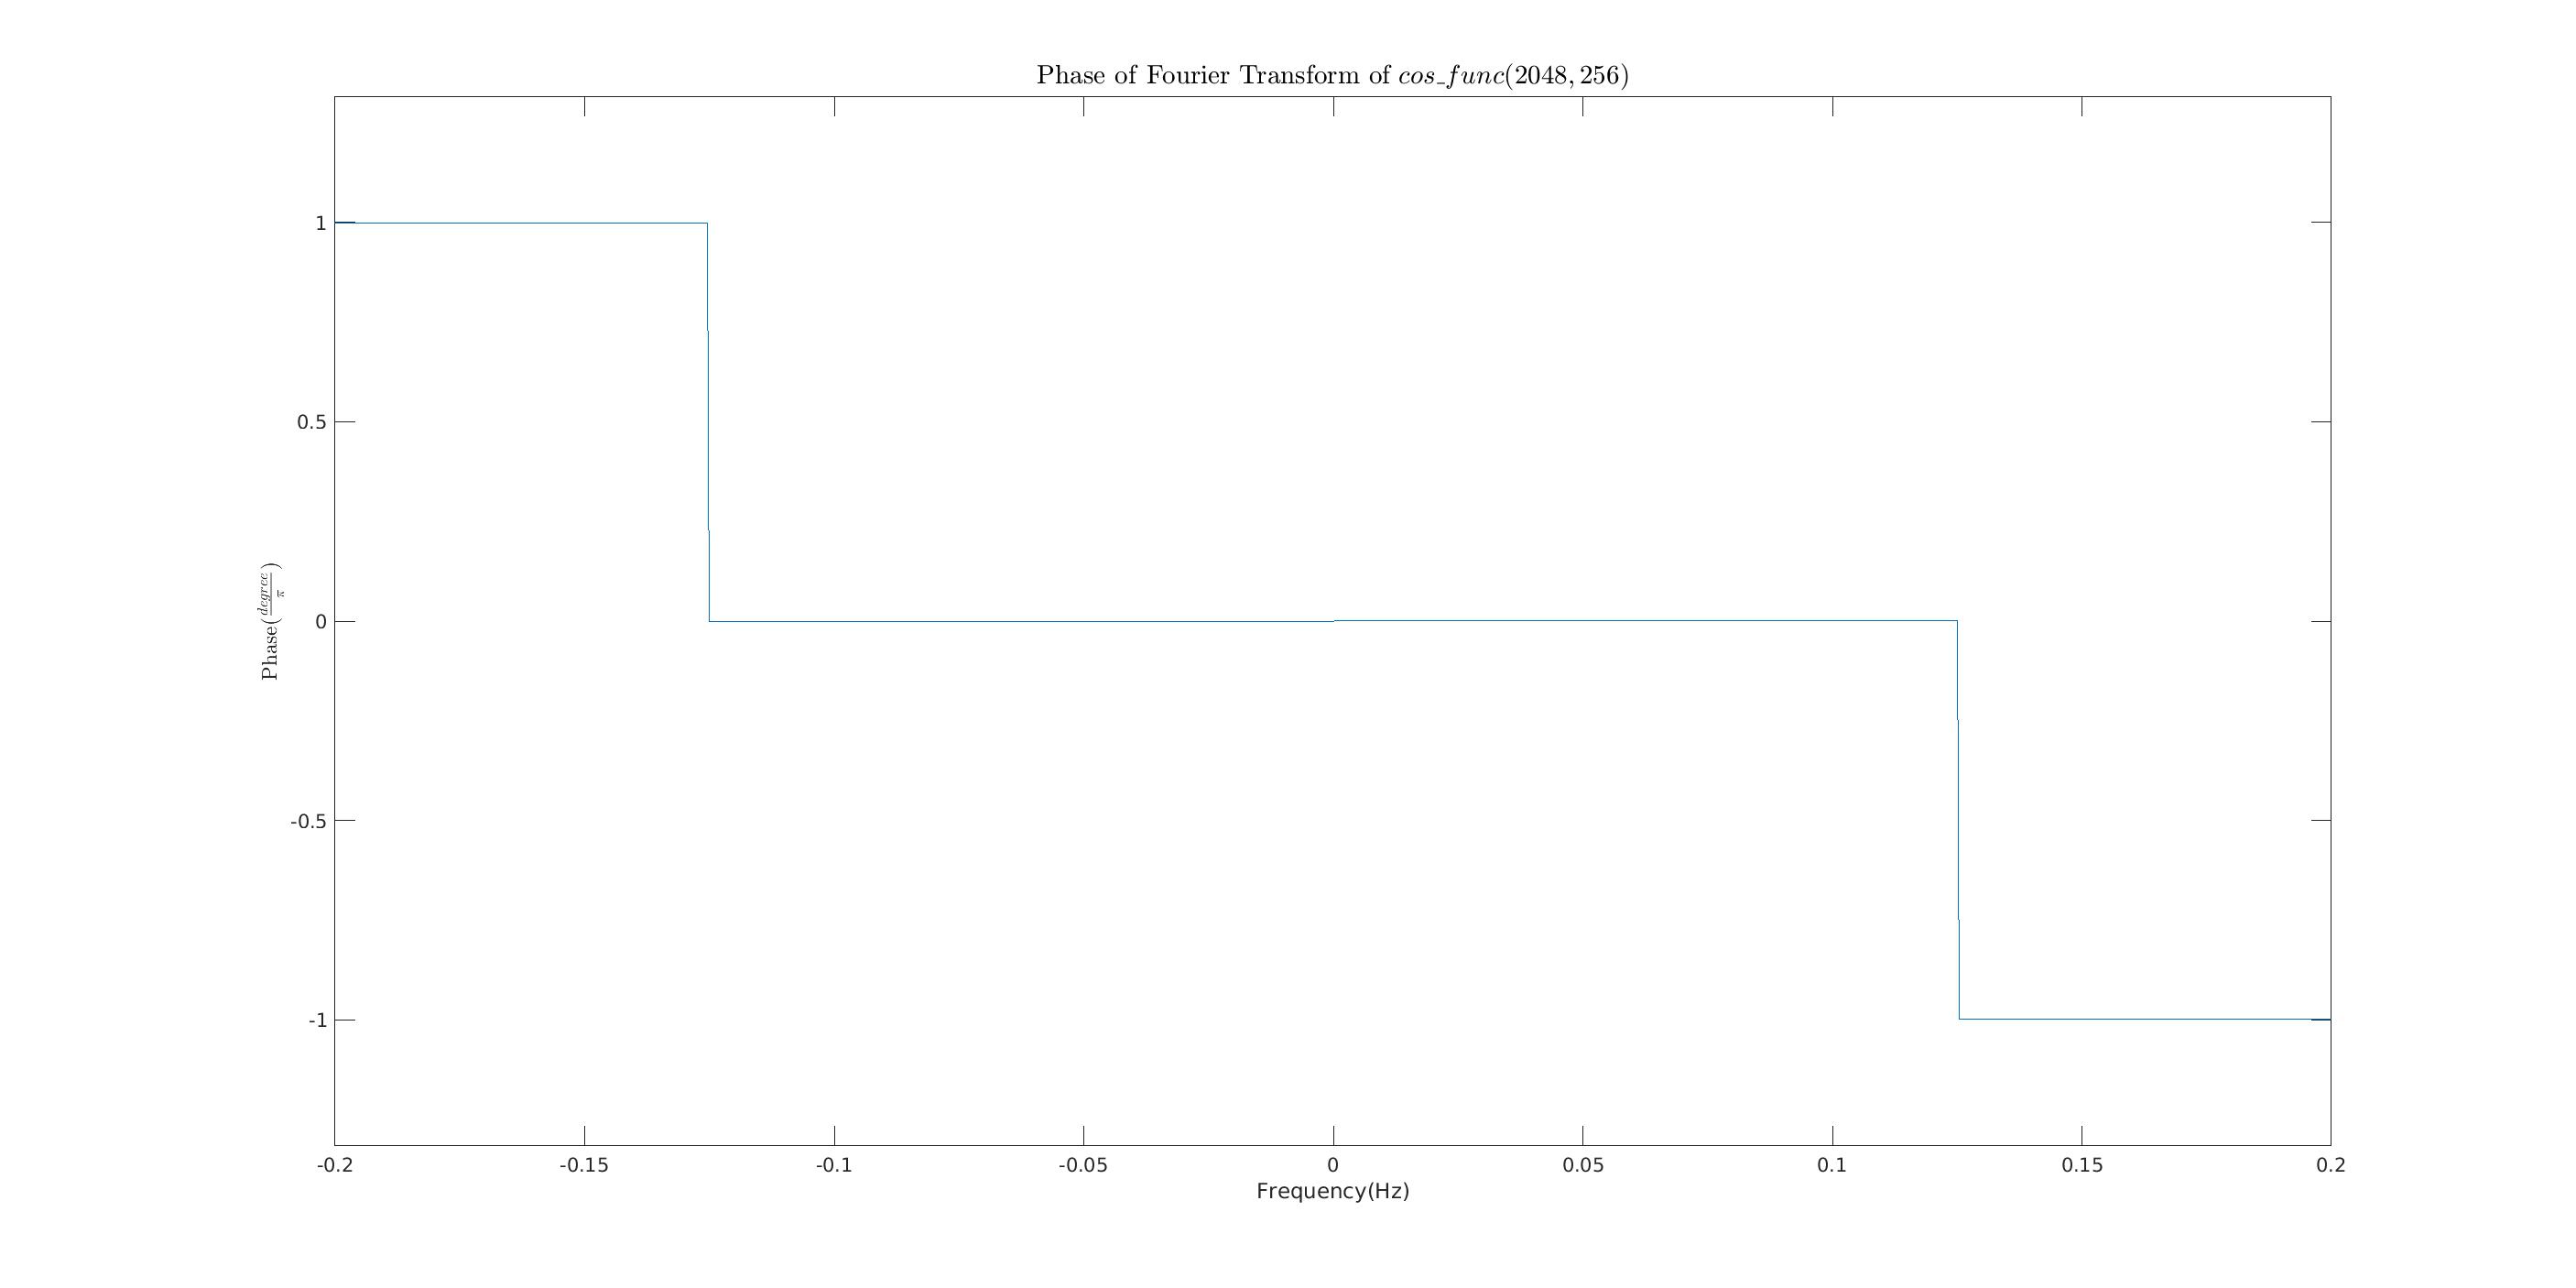 Phase of Fourier Transform of cos_func(2048, 256)
1
0.5
0
-0.5
-1
Phase(degree/π)
-0.2 -0.15 -0.1 -0.05 0 0.05 0.1 0.15 0.2
Frequency(Hz)